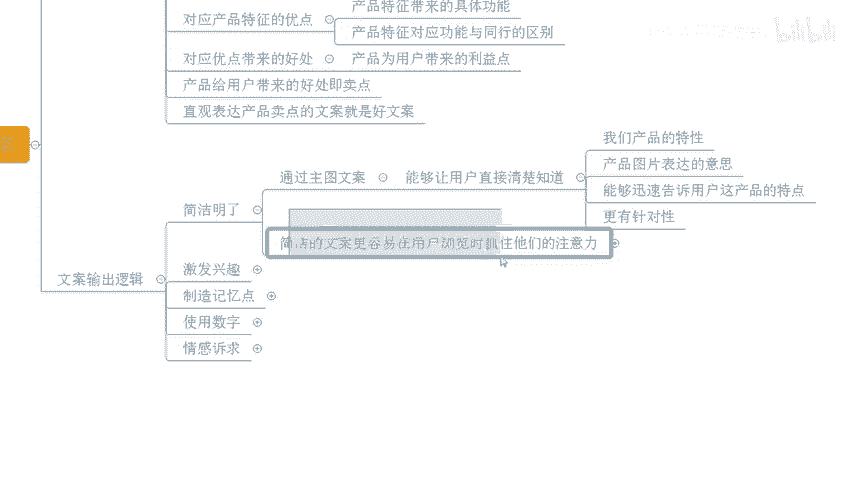 产品特征带来的具体功能
对应产品特征的优点
产品特征对应功能与同行的区别
对应优点带来的好处
产品为用户带来的利益点
产品给用户带来的好处即卖点
直观表达产品卖点的文案就是好文案
我们产品的特性
产品图片表达的意思
通过主图文案
能够让用户直接清楚知道
能够迅速告诉用户这产品的特点
简洁明了
更有针对性
简洁的文案更容易在用户浏览时抓住他们的注意力
文案输出逻辑
激发兴趣
制造记忆点
使用数字
情感诉求
bilibili